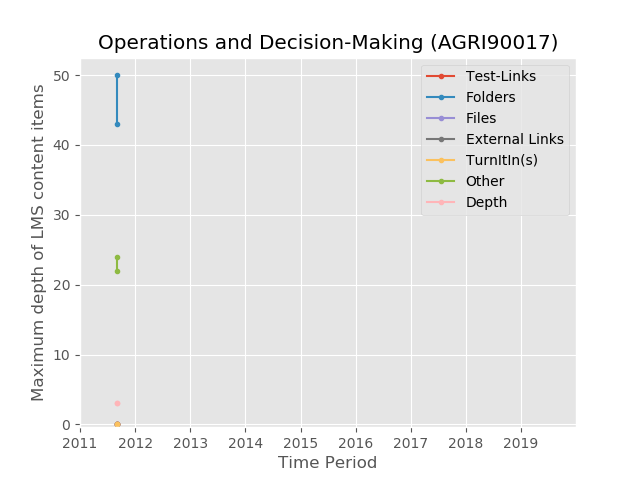 Operations and Decision-Making (AGRI90017)
Maximum depth of LMS content items
50
40
30
20
10
0
Test-Links
Folders
Files
External Links
TurnItIn(s)
Other
Depth
2011 2012 2013 2014 2015 2016 2017 2018 2019
Time Period